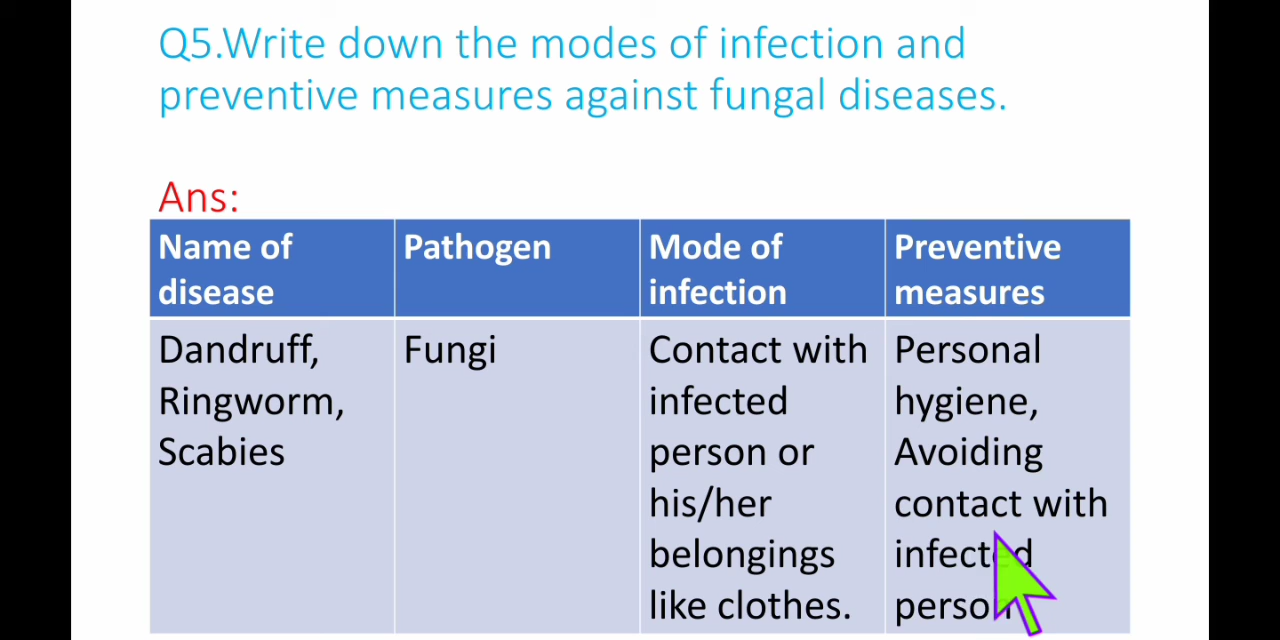 Q5.Write down the modes of infection and
preventive measures against fungal diseases.
Ans:
Name of
disease
Pathogen
Mode of
infection
Preventive
measures
Dandruff,
Ringworm,
Scabies
Fungi
Contact with
infected
person or
his/her
belongings
like clothes.
Personal
hygiene,
Avoiding
contact with
infected
person